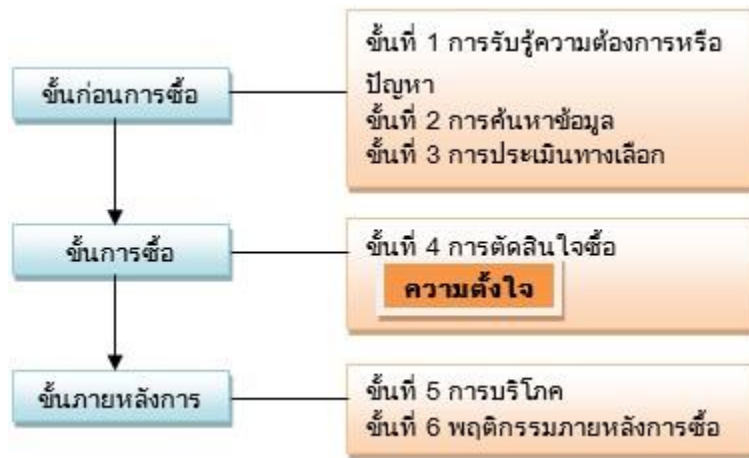 ขั้นก่อนการซื้อ
ขั้นที่ 1 การรับรู้ความต้องการหรือ
ปัญหา
ขั้นที่ 2 การค้นหาข้อมูล
ขั้นที่ 3 การประเมินทางเลือก
ขั้นการซื้อ
ขั้นที่ 4 การตัดสินใจซื้อ
ความตั้งใจ
ขั้นภายหลังการ
ขั้นที่ 5 การบริโภค
ขั้นที่ 6 พฤติกรรมภายหลังการซื้อ